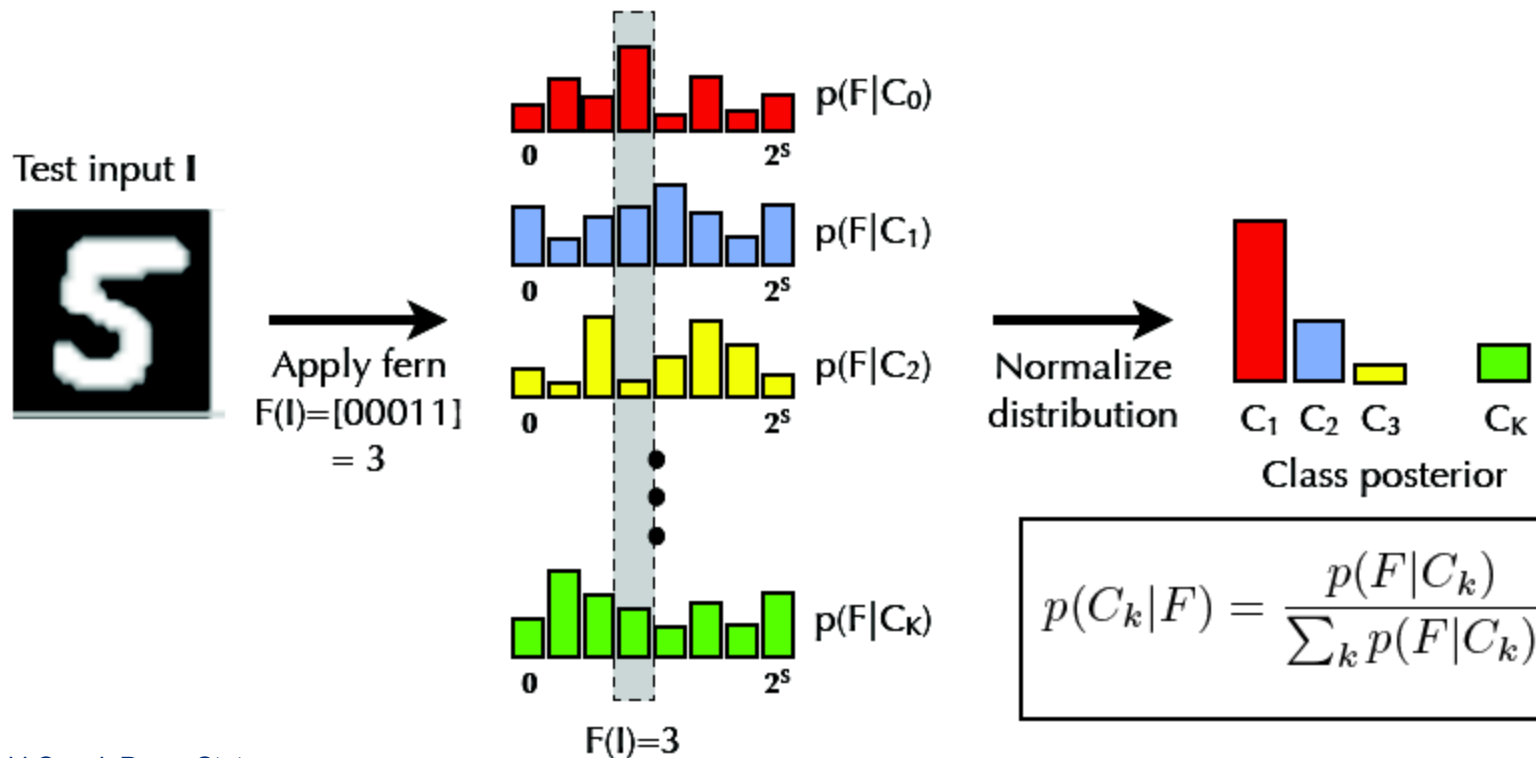 Test input I
Apply fern
F(I)=[00011]
= 3
p(F|C₀)
0 2ˢ
p(F|C₁)
0 2ˢ
p(F|C₂)
0 2ˢ
p(F|Cₖ)
0 2ˢ
F(I)=3
Normalize
distribution
C₁ C₂ C₃ Cₖ
Class posterior
p(Cₖ|F) = p(F|Cₖ) / ∑ₖ p(F|Cₖ)